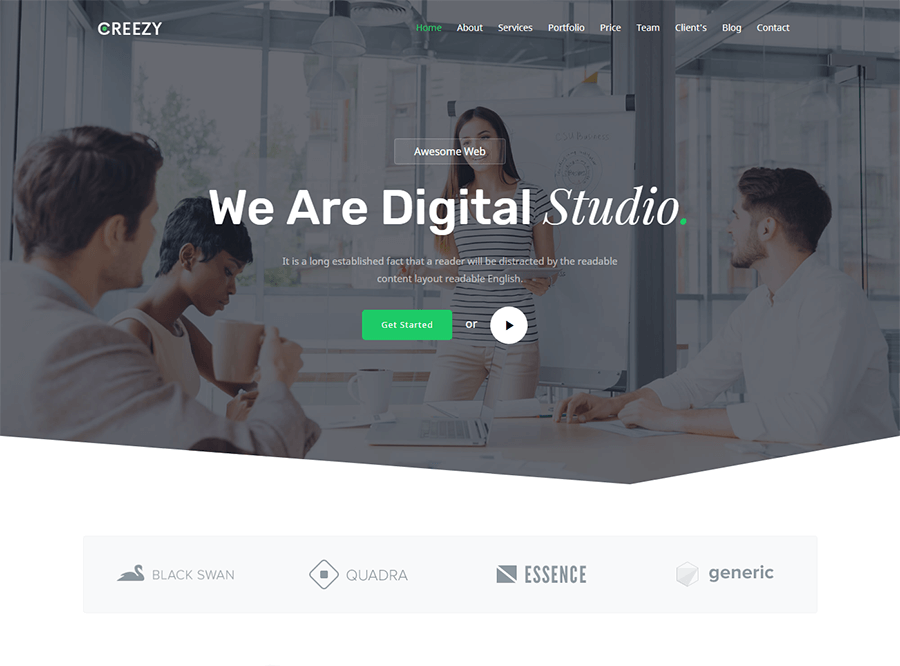 CREEZY
Home About Services Portfolio Price Team Client's Blog Contact
Awesome Web
We Are Digital Studio.
It is a long established fact that a reader will be distracted by the readable
content layout readable English.
Get Started or
BLACK SWAN QUADRA ESSENCE generic